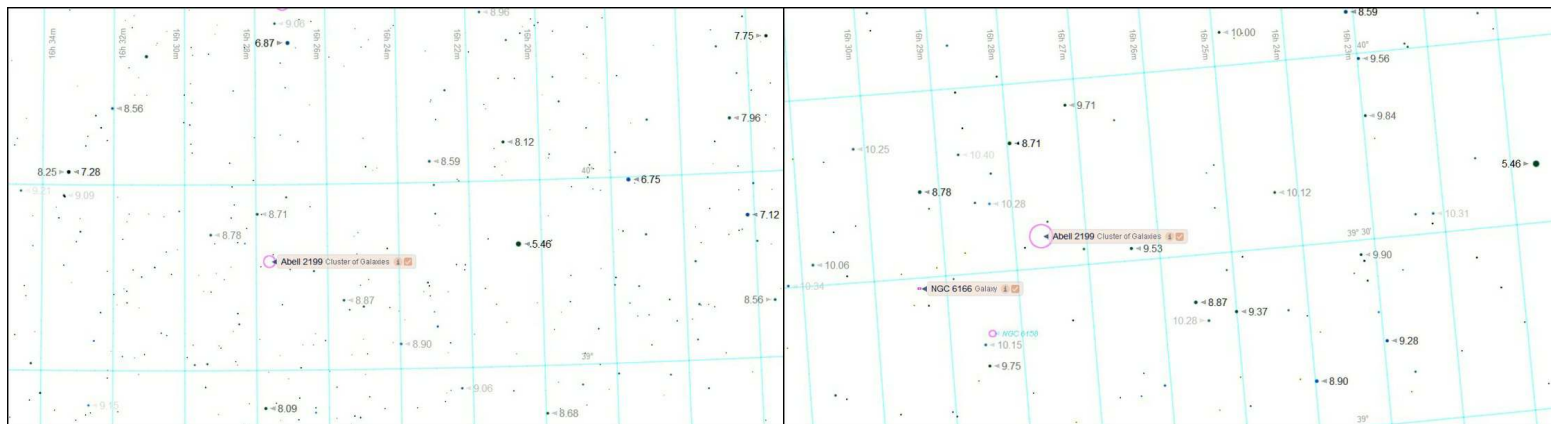 9.06
8.96
16h 34m
16h 32m
16h 30m
16h 28m
16h 26m
16h 24m
16h 22m
16h 20m
6.87
7.75
8.56
7.96
8.12
8.59
8.25
7.28
40°
6.75
9.21
9.09
8.71
7.12
8.78
5.46
Abell 2199 Cluster of Galaxies
8.87
8.56
8.90
39°
9.06
9.15
8.09
8.68
8.59
16h 30m
16h 29m
16h 28m
16h 27m
16h 26m
16h 25m
16h 24m
16h 23m
10.00
40°
9.56
9.71
9.84
8.71
10.25
10.40
5.46
8.78
10.12
10.28
10.31
39° 30'
Abell 2199 Cluster of Galaxies
9.53
9.90
10.06
10.34
NGC 6166 Galaxy
8.87
9.37
10.28
NGC 6158
10.15
9.28
9.75
8.90
39°